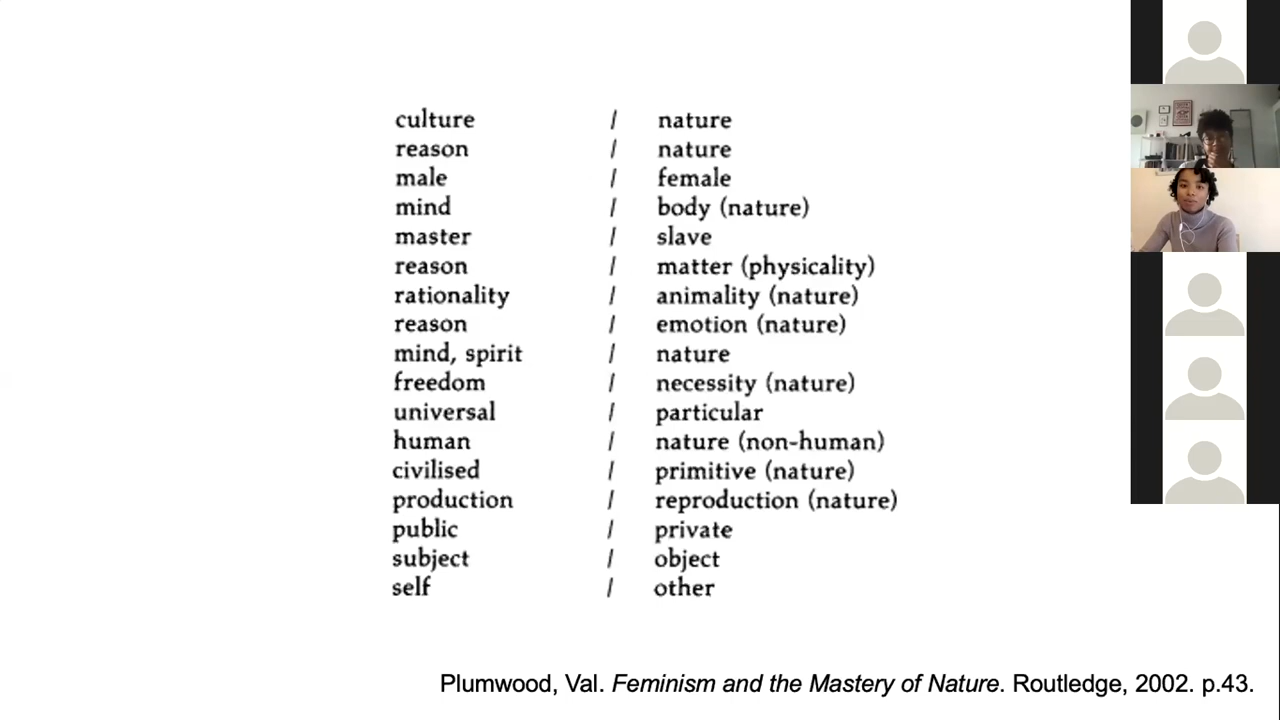 culture / nature
reason / nature
male / female
mind / body (nature)
master / slave
reason / matter (physicality)
rationality / animality (nature)
reason / emotion (nature)
mind, spirit / nature
freedom / necessity (nature)
universal / particular
human / nature (non-human)
civilised / primitive (nature)
production / reproduction (nature)
public / private
subject / object
self / other
Plumwood, Val. Feminism and the Mastery of Nature. Routledge, 2002. p.43.